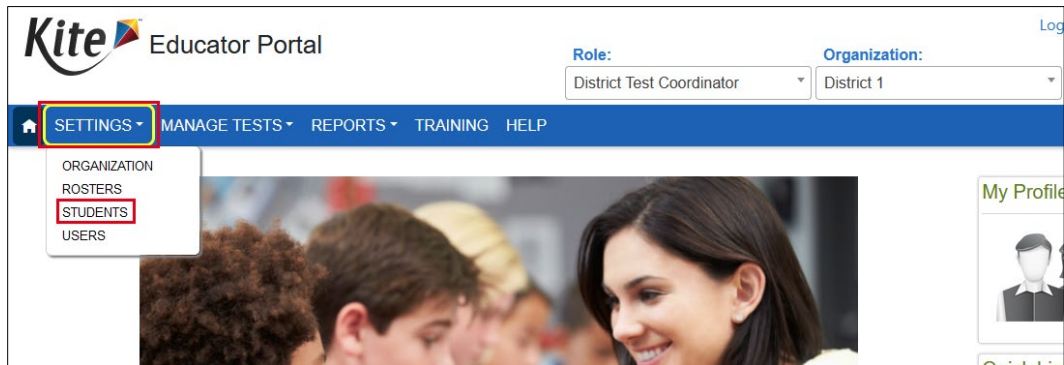 Kite Educator Portal
Log
Role: Organization:
District Test Coordinator District 1
SETTINGS MANAGE TESTS REPORTS TRAINING HELP
ORGANIZATION
ROSTERS
STUDENTS
USERS
My Profile